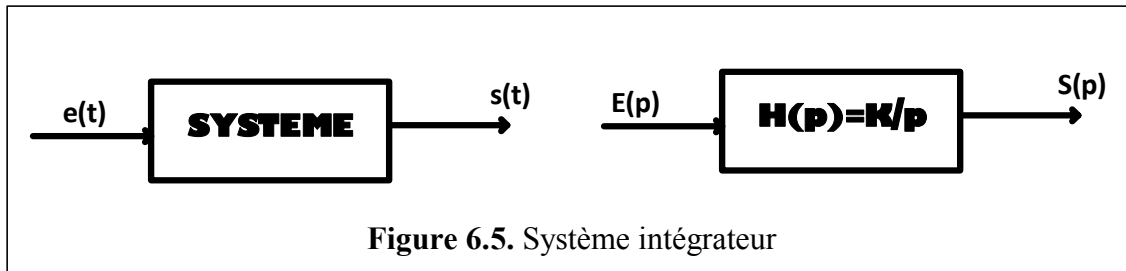 e(t)
SYSTEME
s(t)
E(p)
H(p)=K/p
S(p)
Figure 6.5. Système intégrateur